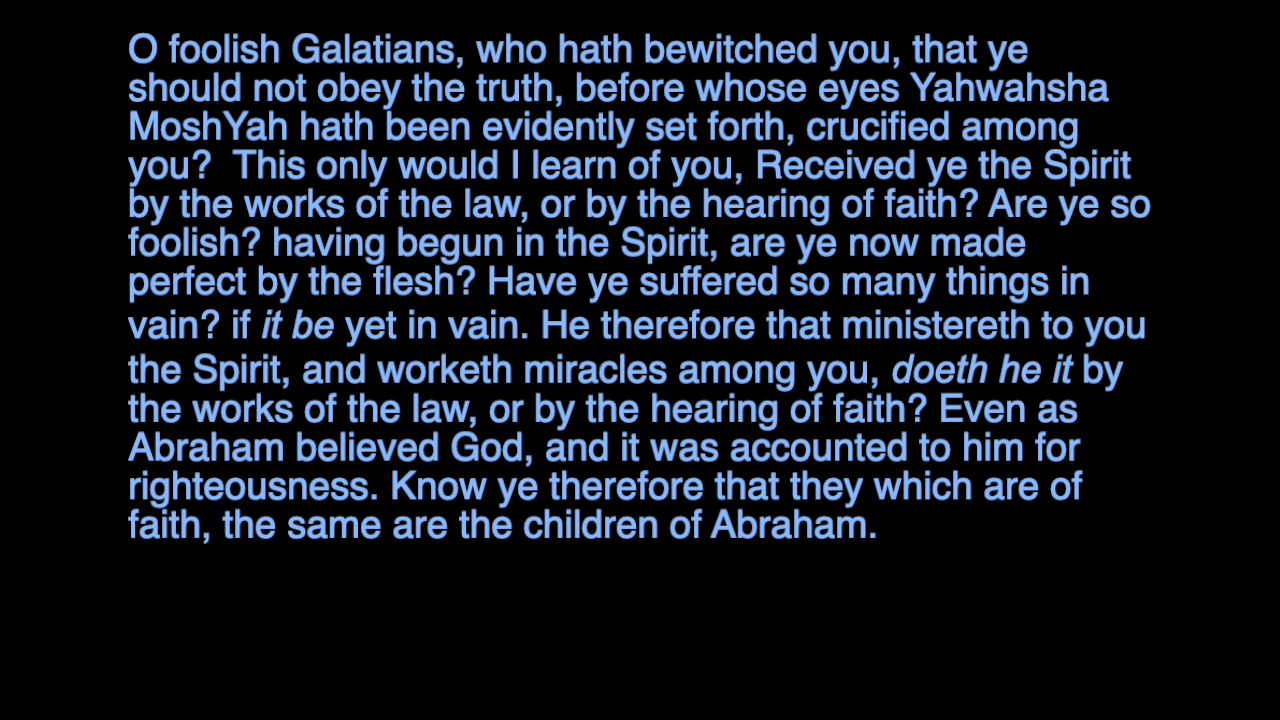 O foolish Galatians, who hath bewitched you, that ye
should not obey the truth, before whose eyes Yahwahsha
MoshYah hath been evidently set forth, crucified among
you?  This only would I learn of you, Received ye the Spirit
by the works of the law, or by the hearing of faith? Are ye so
foolish? having begun in the Spirit, are ye now made
perfect by the flesh? Have ye suffered so many things in
vain? if it be yet in vain. He therefore that ministereth to you
the Spirit, and worketh miracles among you, doeth he it by
the works of the law, or by the hearing of faith? Even as
Abraham believed God, and it was accounted to him for
righteousness. Know ye therefore that they which are of
faith, the same are the children of Abraham.